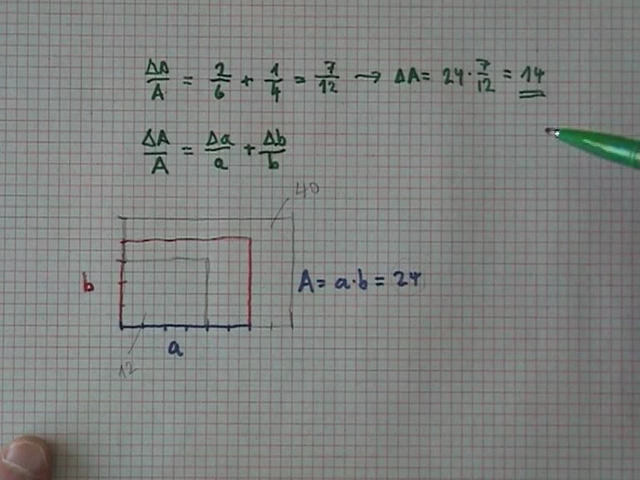 ΔA/A = 2/6 + 1/4 = 7/12 → ΔA = 24 · 7/12 = 14
ΔA/A = Δa/a + Δb/b
40
b
A = a·b = 24
a
12